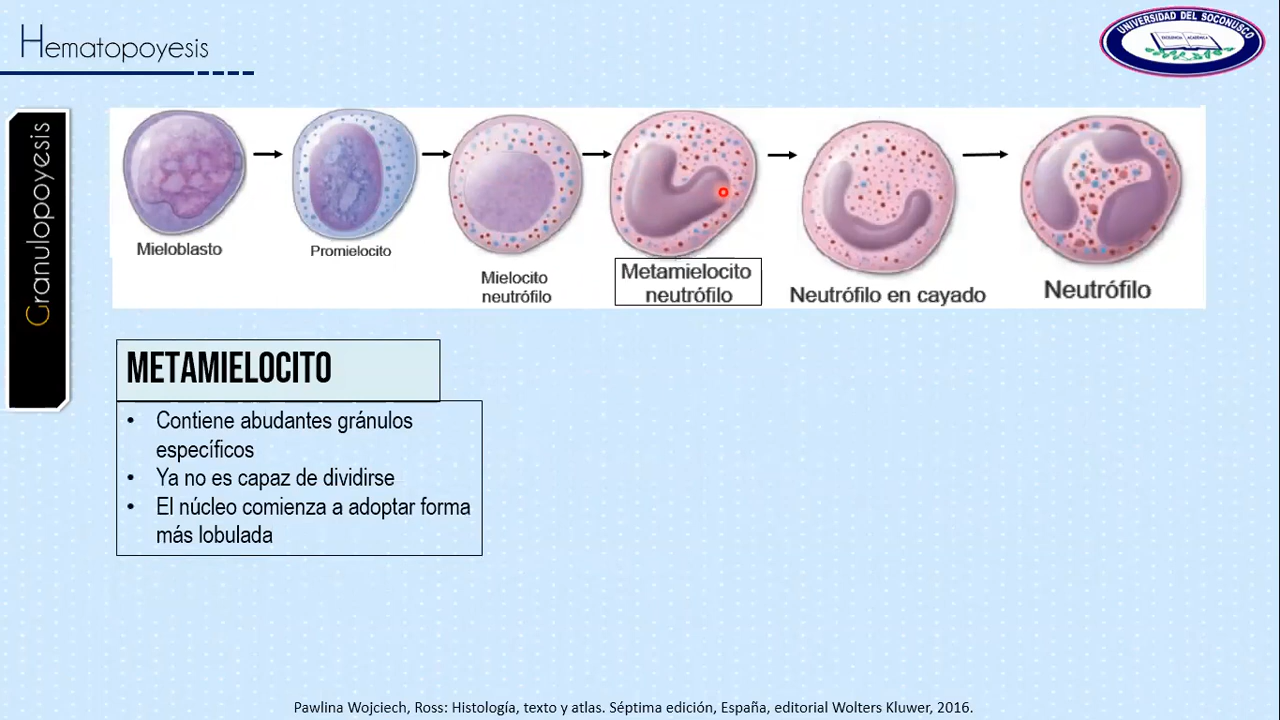 Hematopoyesis
UNIVERSIDAD DEL SOCONUSCO
Granulopoyesis
Mieloblasto
Promielocito
Mielocito
neutrófilo
Metamielocito
neutrófilo
Neutrófilo en cayado
Neutrófilo
METAMIELOCITO
• Contiene abudantes gránulos
específicos
• Ya no es capaz de dividirse
• El núcleo comienza a adoptar forma
más lobulada
Pawlina Wojciech, Ross: Histología, texto y atlas. Séptima edición, España, editorial Wolters Kluwer, 2016.